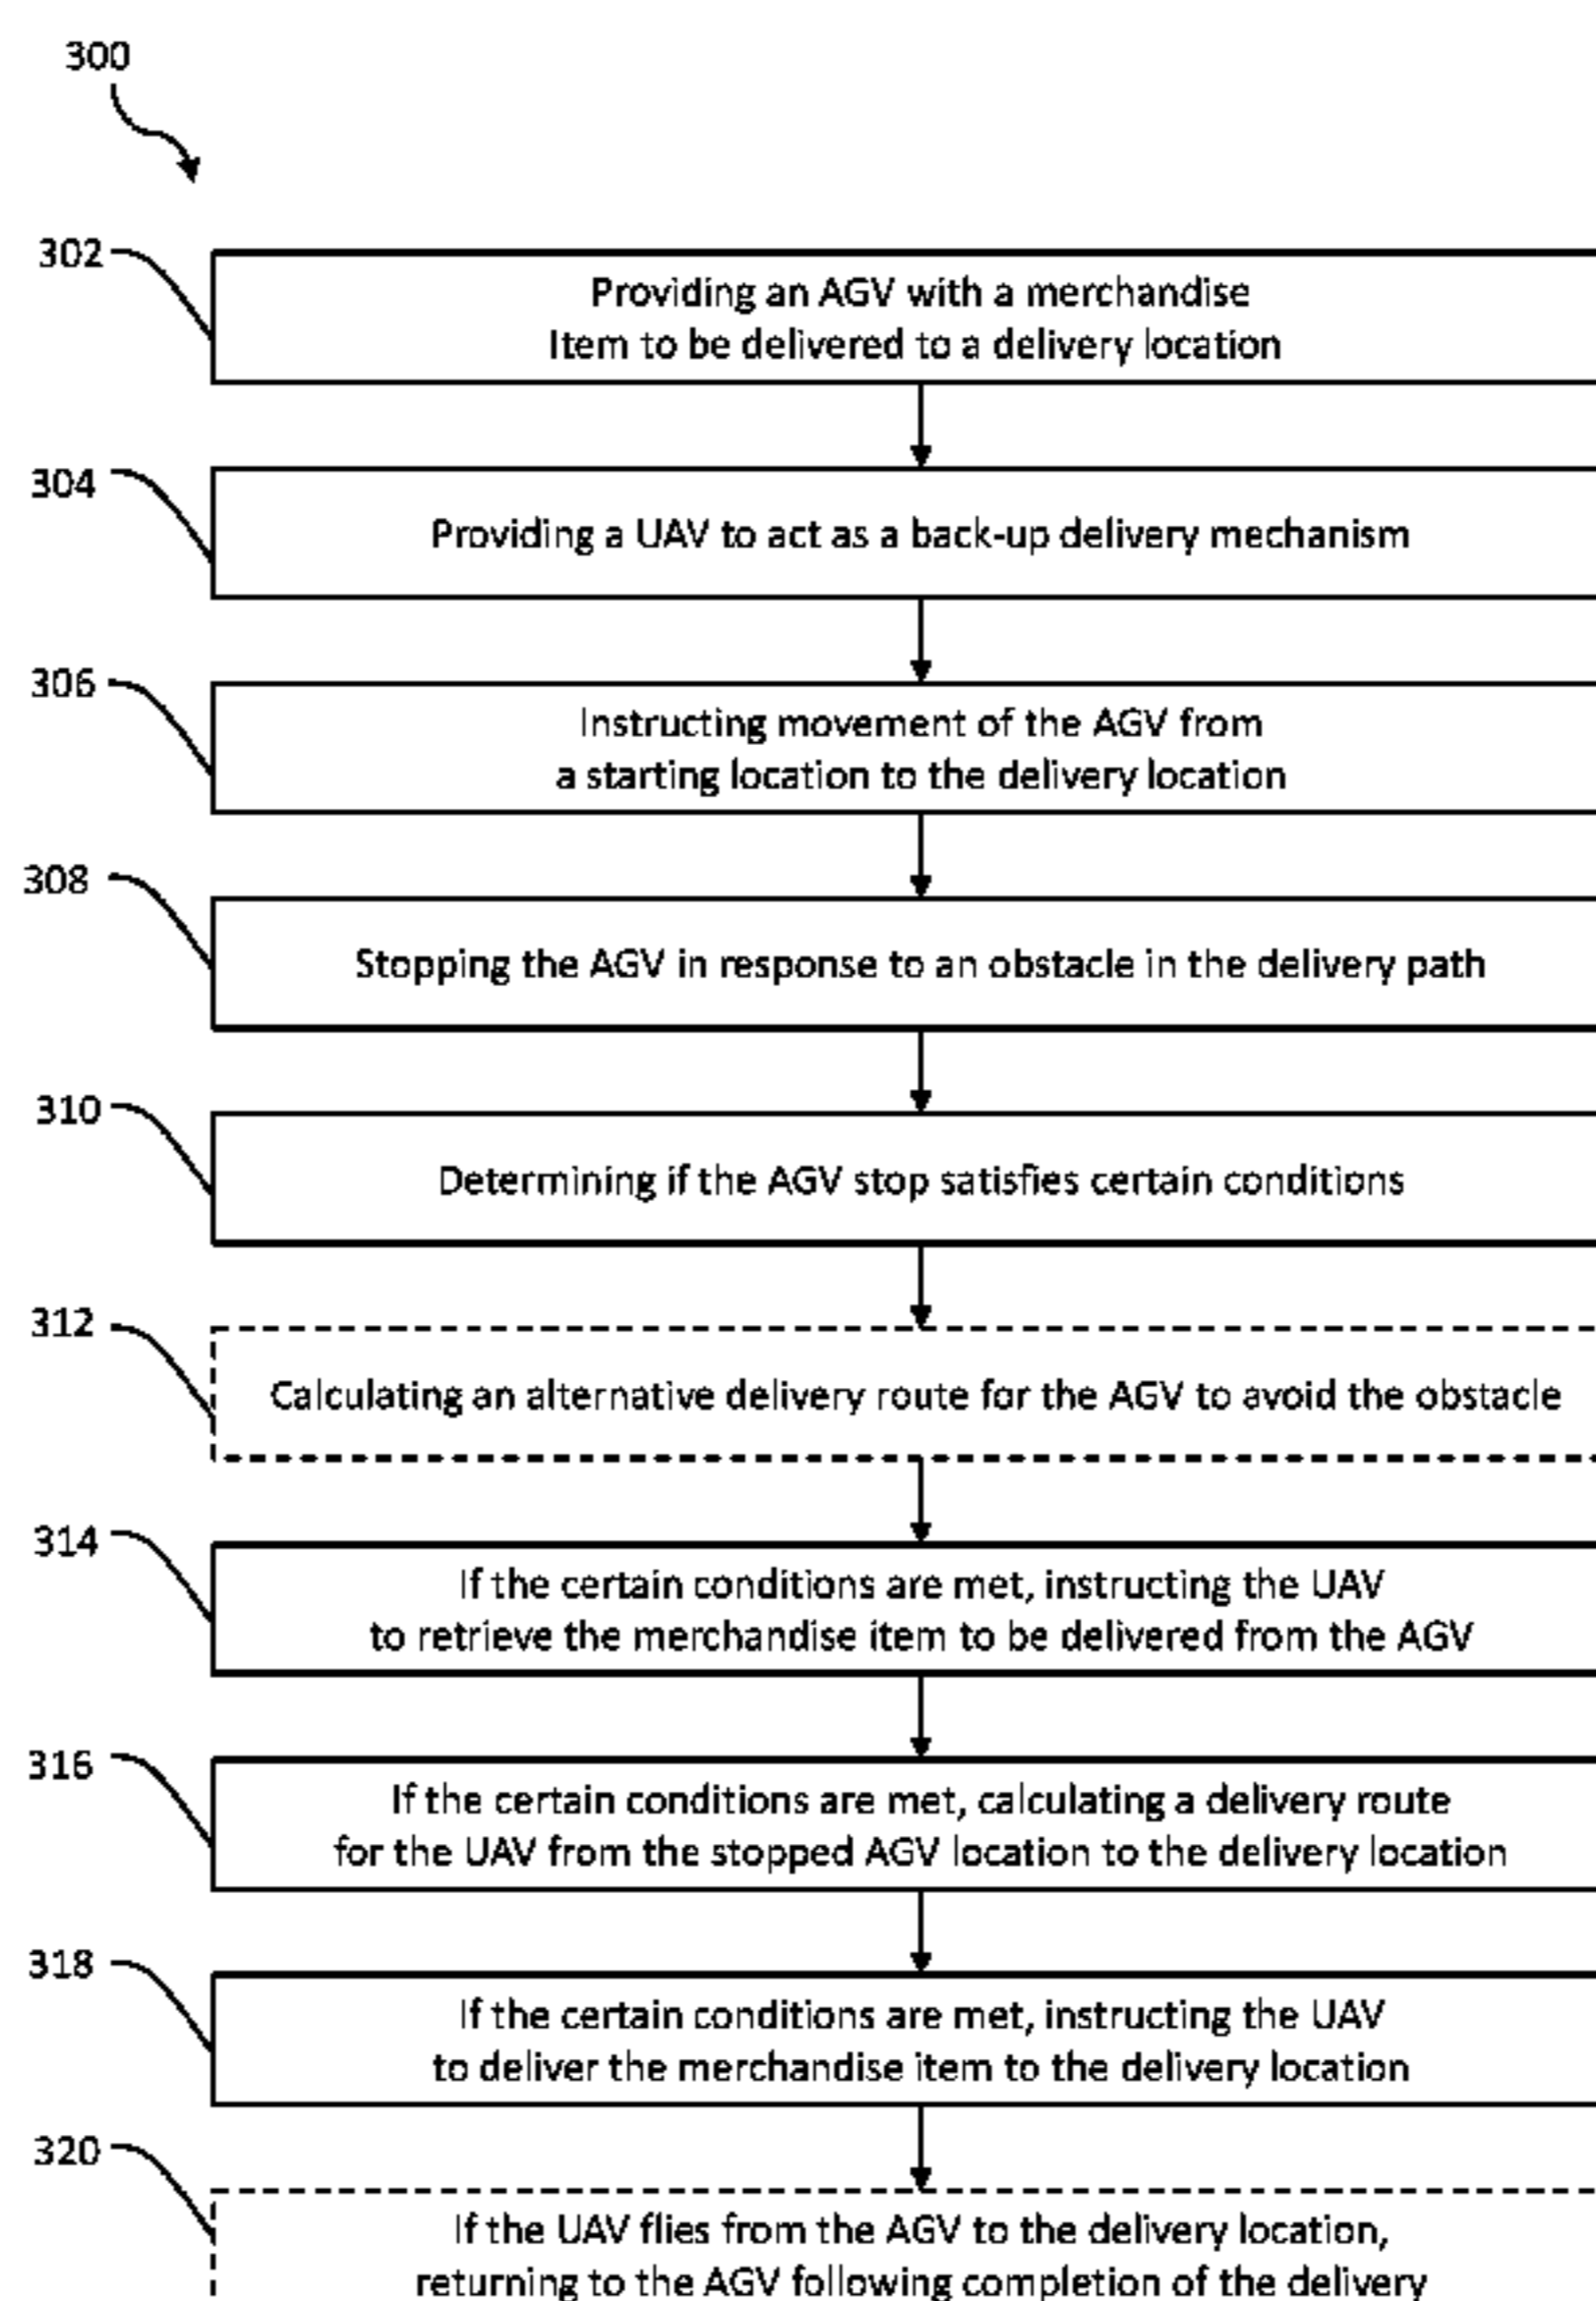 300
302
Providing an AGV with a merchandise
Item to be delivered to a delivery location
304
Providing a UAV to act as a back-up delivery mechanism
306
Instructing movement of the AGV from
a starting location to the delivery location
308
Stopping the AGV in response to an obstacle in the delivery path
310
Determining if the AGV stop satisfies certain conditions
312
Calculating an alternative delivery route for the AGV to avoid the obstacle
314
If the certain conditions are met, instructing the UAV
to retrieve the merchandise item to be delivered from the AGV
316
If the certain conditions are met, calculating a delivery route
for the UAV from the stopped AGV location to the delivery location
318
If the certain conditions are met, instructing the UAV
to deliver the merchandise item to the delivery location
320
If the UAV flies from the AGV to the delivery location,
returning to the AGV following completion of the delivery